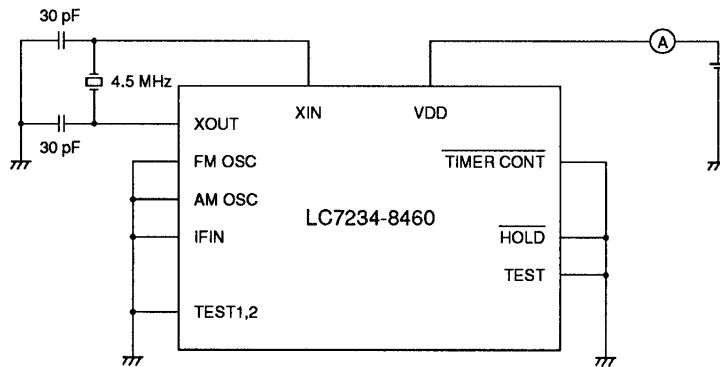 30 pF
A
4.5 MHz
XIN
VDD
XOUT
30 pF
FM OSC
TIMER CONT
AM OSC
LC7234-8460
IFIN
HOLD
TEST
TEST1,2